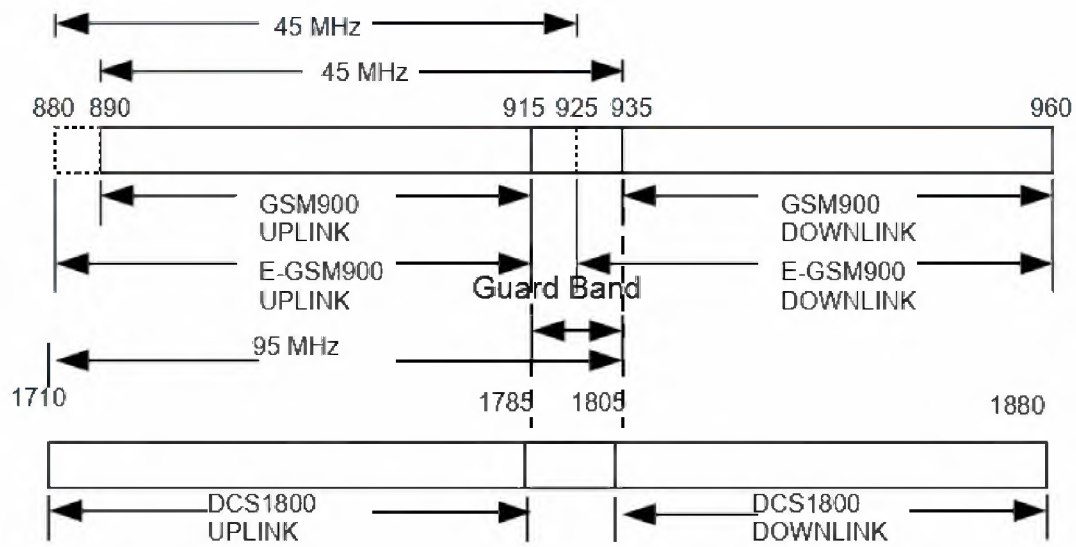 45 MHz
45 MHz
880 890 915 925 935 960
GSM900 GSM900
UPLINK DOWNLINK
E-GSM900 E-GSM900
UPLINK DOWNLINK
Guard Band
95 MHz
1710 1785 1805 1880
DCS1800 DCS1800
UPLINK DOWNLINK